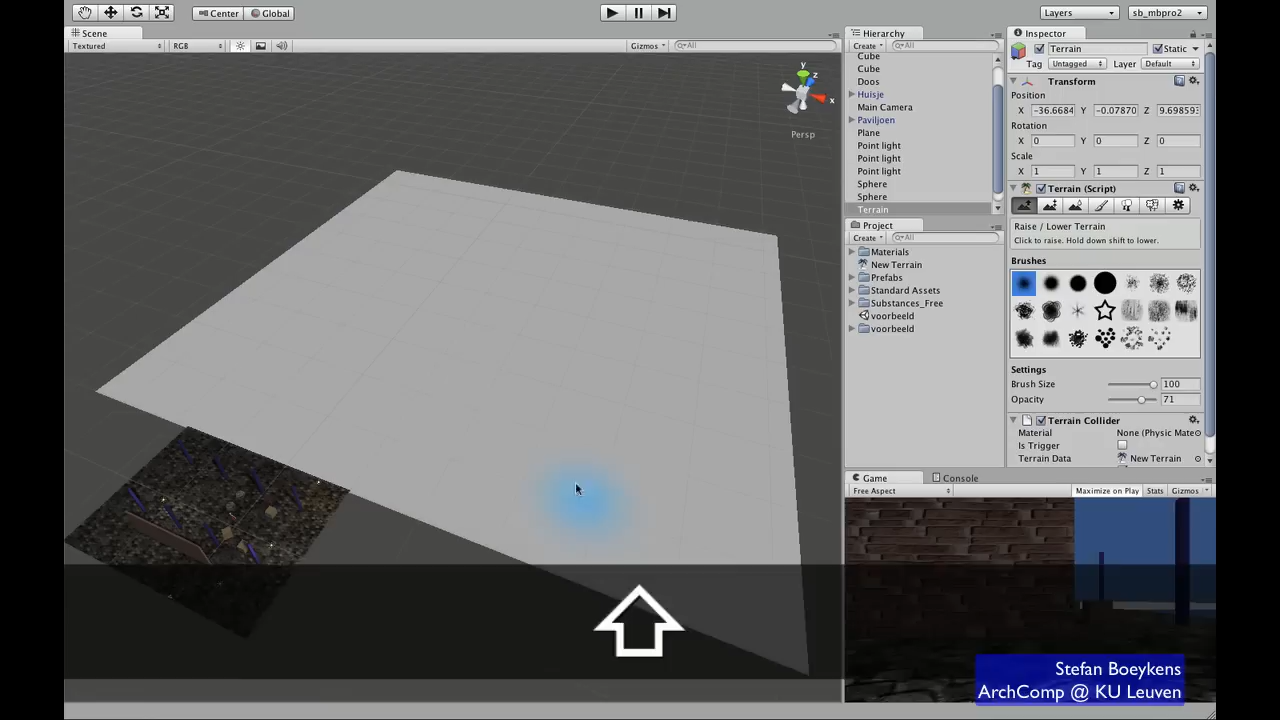 Center Global Layers sb_mbpro2
Scene
Textured RGB Gizmos All
y
z
x
Persp
Hierarchy
Create All
Cube
Cube
Doos
Huisje
Main Camera
Paviljoen
Plane
Point light
Point light
Point light
Sphere
Sphere
Terrain
Project
Create All
Materials
New Terrain
Prefabs
Standard Assets
Substances_Free
voorbeeld
voorbeeld
Inspector
Terrain Static
Tag Untagged Layer Default
Transform
Position
X -36.6684 Y -0.07870 Z 9.698593
Rotation
X 0 Y 0 Z 0
Scale
X 1 Y 1 Z 1
Terrain (Script)
Raise / Lower Terrain
Click to raise. Hold down shift to lower.
Brushes
Settings
Brush Size 100
Opacity 71
Terrain Collider
Material None (Physic Mate
Is Trigger
Terrain Data New Terrain
Game Console
Free Aspect Maximize on Play Stats Gizmos
Stefan Boeykens
ArchComp @ KU Leuven